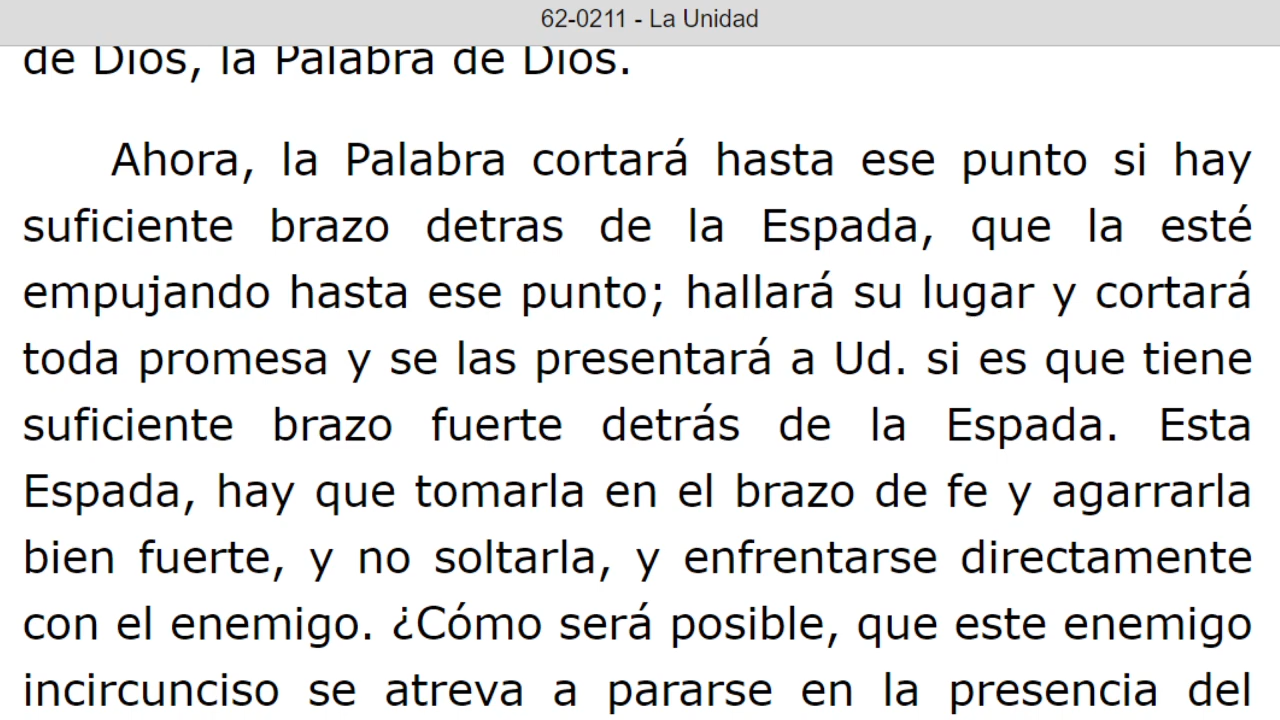 62-0211 - La Unidad
de Dios, la Palabra de Dios.
Ahora, la Palabra cortará hasta ese punto si hay
suficiente brazo detras de la Espada, que la esté
empujando hasta ese punto; hallará su lugar y cortará
toda promesa y se las presentará a Ud. si es que tiene
suficiente brazo fuerte detrás de la Espada. Esta
Espada, hay que tomarla en el brazo de fe y agarrarla
bien fuerte, y no soltarla, y enfrentarse directamente
con el enemigo. ¿Cómo será posible, que este enemigo
incircunciso se atreva a pararse en la presencia del